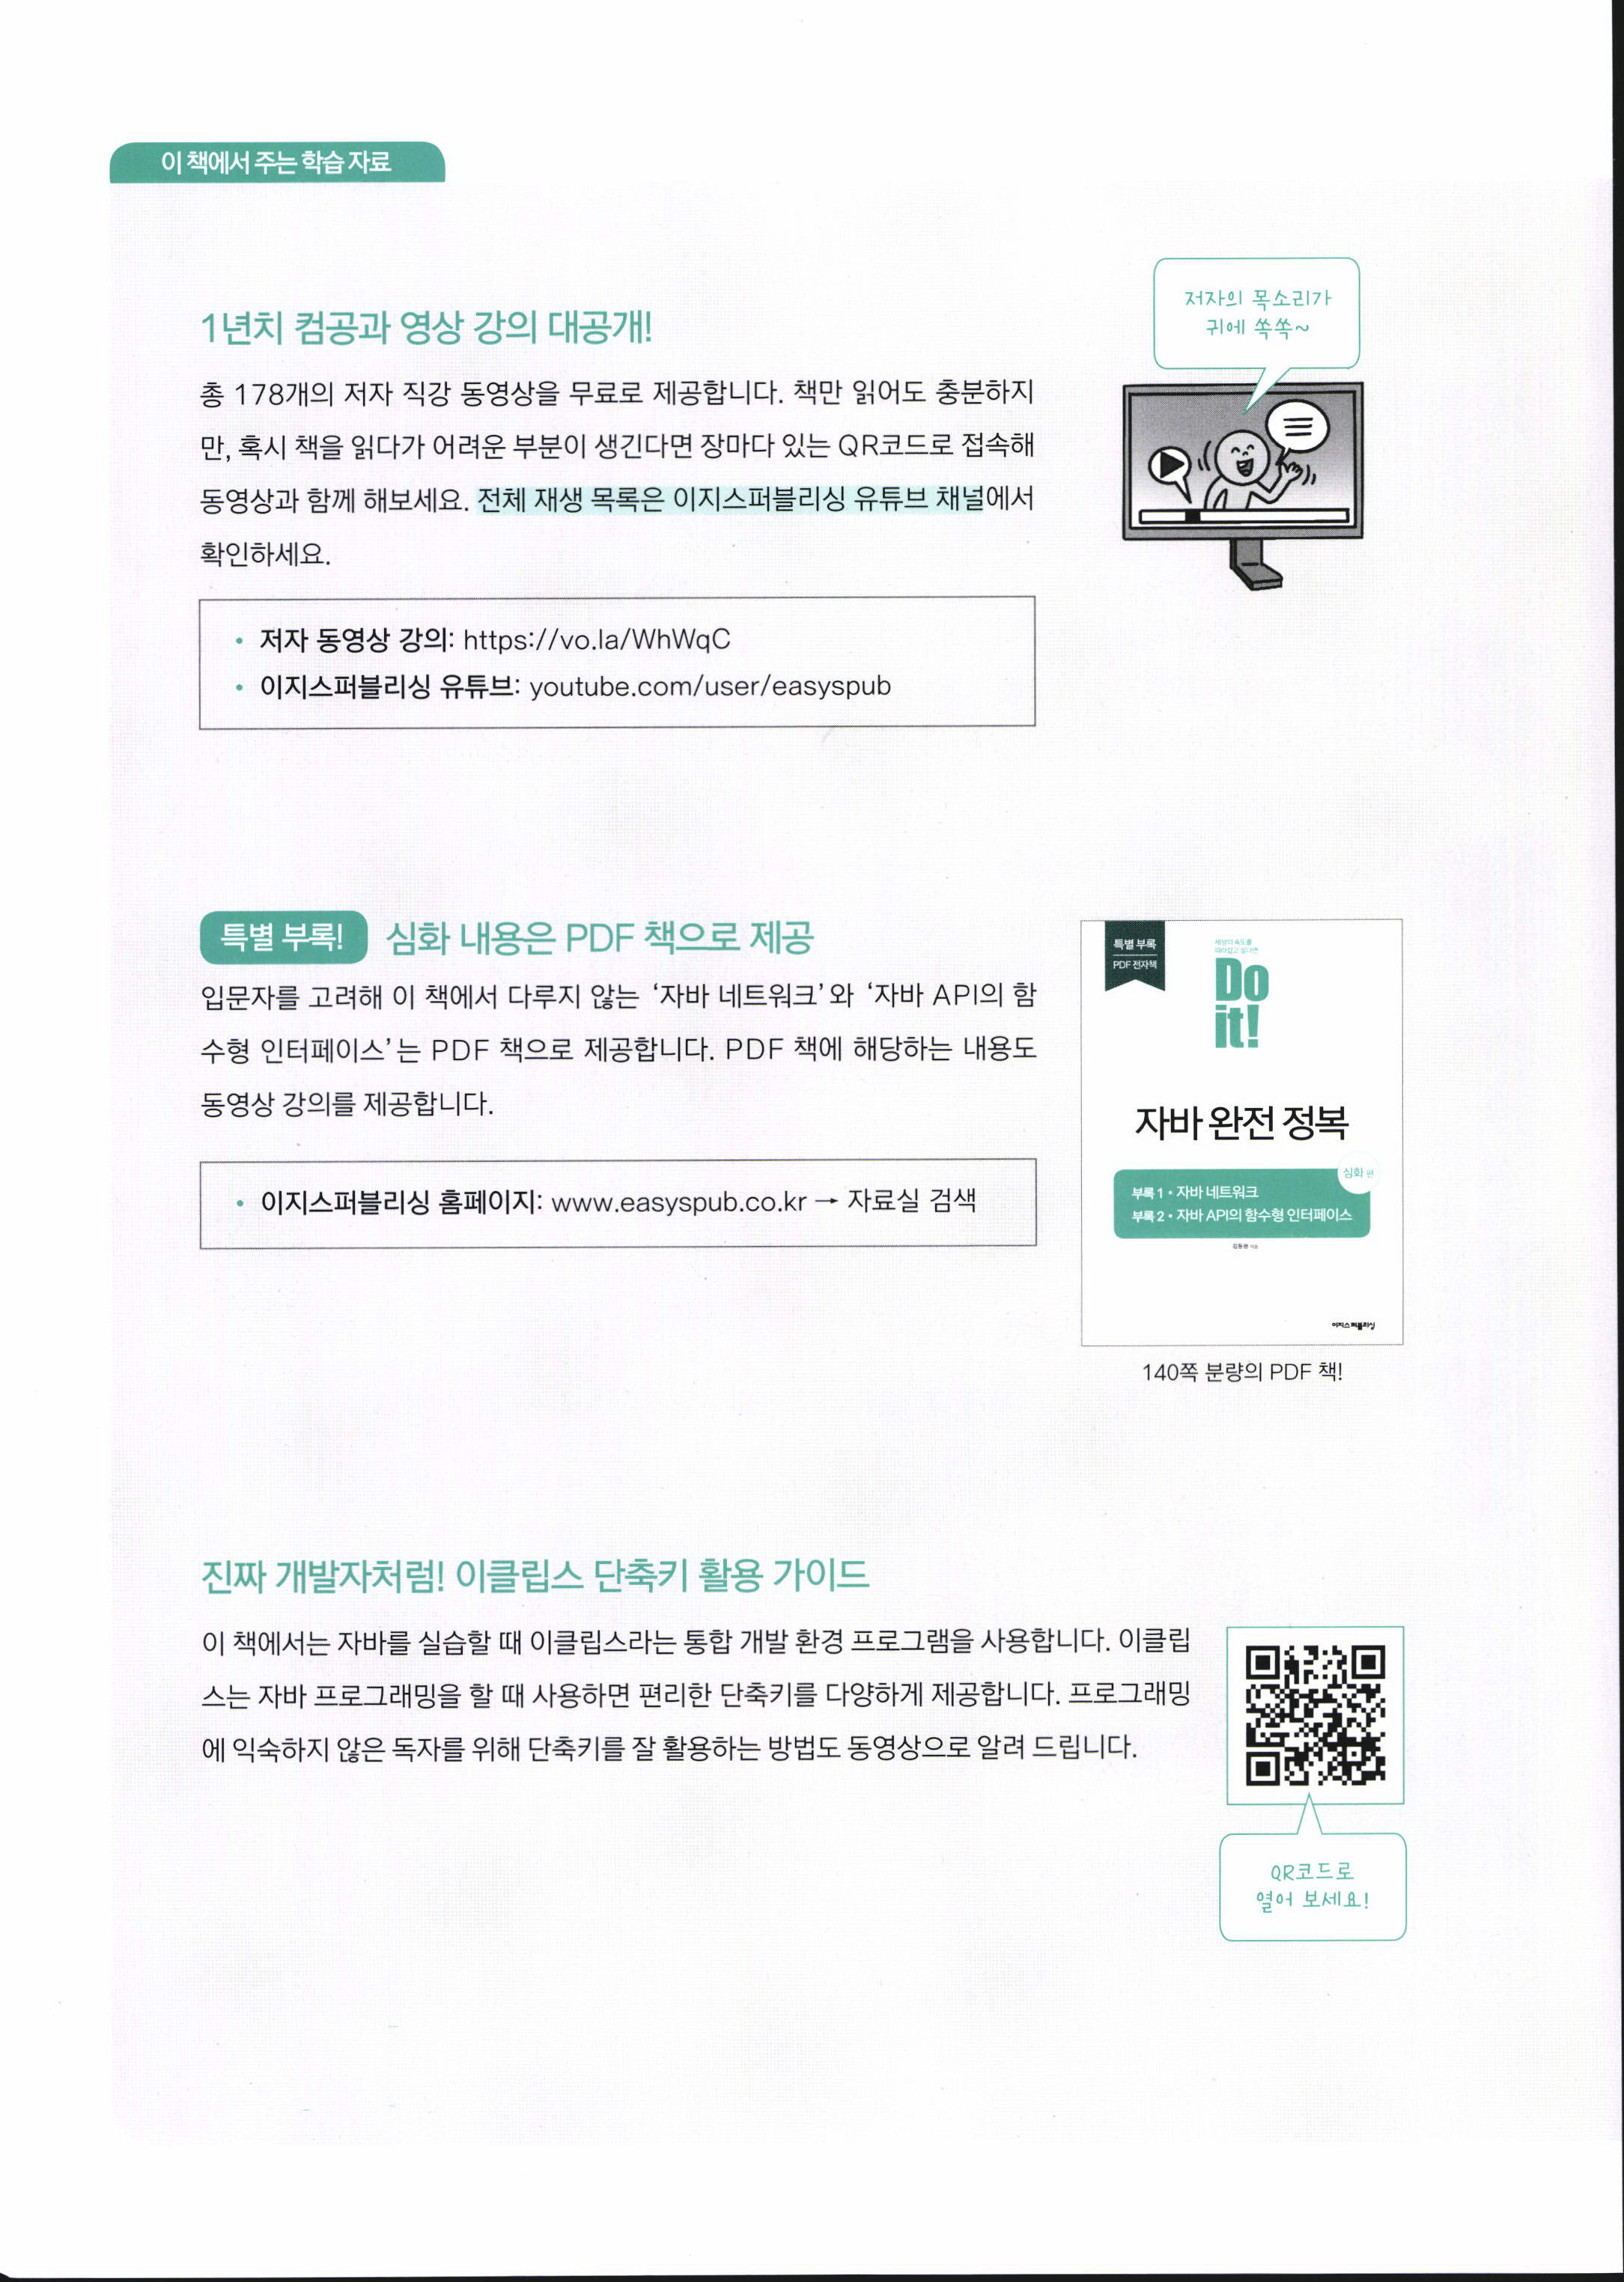 이 책에서 주는 학습 자료
1년치 컴공과 영상 강의 대공개!
총 178개의 저자 직강 동영상을 무료로 제공합니다. 책만 읽어도 충분하지
만, 혹시 책을 읽다가 어려운 부분이 생긴다면 장마다 있는 QR코드로 접속해
동영상과 함께 해보세요. 전체 재생 목록은 이지스퍼블리싱 유튜브 채널에서
확인하세요.
저자의 목소리가
귀에 쏙쏙~
• 저자 동영상 강의: https://vo.la/WhWqC
• 이지스퍼블리싱 유튜브: youtube.com/user/easyspub
특별 부록! 심화 내용은 PDF 책으로 제공
입문자를 고려해 이 책에서 다루지 않는 ‘자바 네트워크’와 ‘자바 API의 함
수형 인터페이스’는 PDF 책으로 제공합니다. PDF 책에 해당하는 내용도
동영상 강의를 제공합니다.
• 이지스퍼블리싱 홈페이지: www.easyspub.co.kr → 자료실 검색
특별 부록
PDF 전자책
세상의 속도를
따라잡고 싶다면
Do
it!
자바 완전 정복
심화 편
부록 1 • 자바 네트워크
부록 2 • 자바 API의 함수형 인터페이스
김동형 지음
이지스퍼블리싱
140쪽 분량의 PDF 책!
진짜 개발자처럼! 이클립스 단축키 활용 가이드
이 책에서는 자바를 실습할 때 이클립스라는 통합 개발 환경 프로그램을 사용합니다. 이클립
스는 자바 프로그래밍을 할 때 사용하면 편리한 단축키를 다양하게 제공합니다. 프로그래밍
에 익숙하지 않은 독자를 위해 단축키를 잘 활용하는 방법도 동영상으로 알려 드립니다.
QR코드로
열어 보세요!